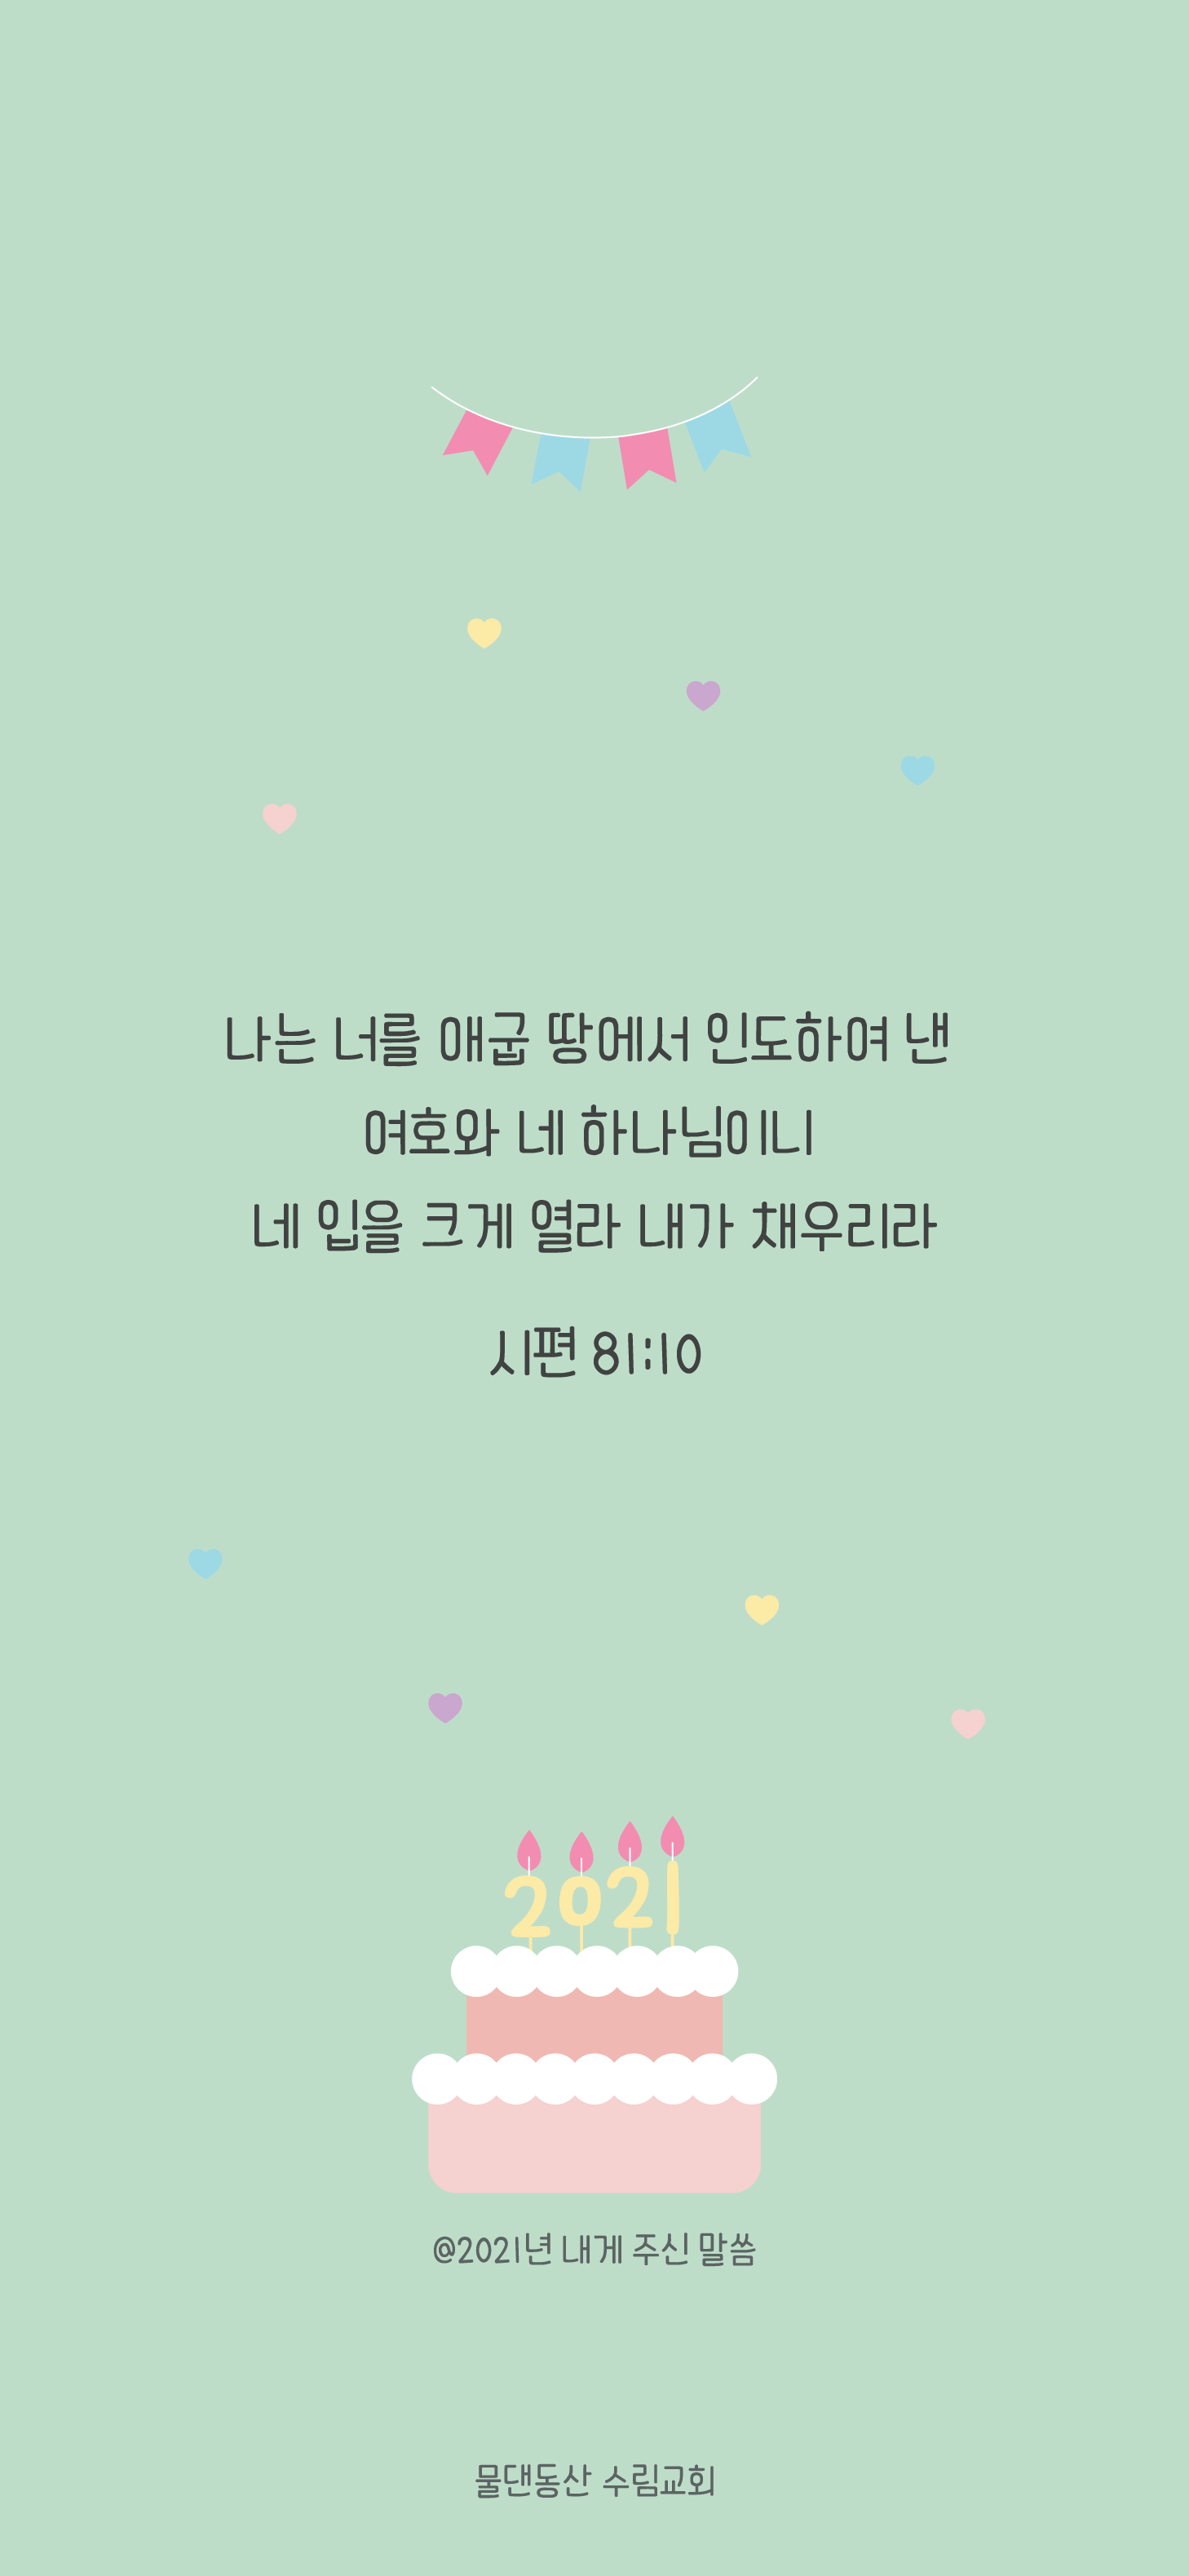 나는 너를 애굽 땅에서 인도하여 낸
여호와 네 하나님이니
네 입을 크게 열라 내가 채우리라
시편 81:10
2021
@2021년 내게 주신 말씀
물댄동산 수림교회